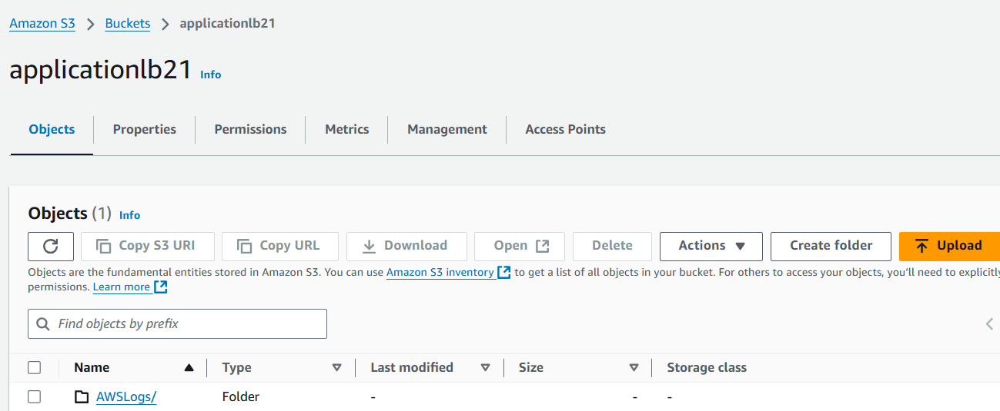 Amazon S3 > Buckets > applicationlb21
applicationlb21 Info
Objects Properties Permissions Metrics Management Access Points
Objects (1) Info
Copy S3 URI Copy URL Download Open Delete Actions Create folder Upload
Objects are the fundamental entities stored in Amazon S3. You can use Amazon S3 inventory to get a list of all objects in your bucket. For others to access your objects, you'll need to explicitly
permissions. Learn more
Find objects by prefix
Name Type Last modified Size Storage class
AWSLogs/ Folder - - -